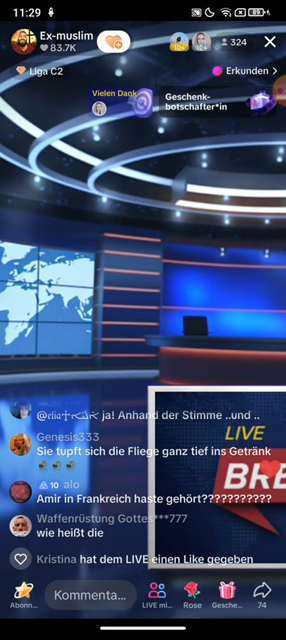 11:29
89
Ex-muslim
83.7K
10+
10+
324
Liga C2
Erkunden
Vielen Dank
Geschenk-
botschafter*in
ja! Anhand der Stimme ..und ..
Genesis333
Sie tupft sich die Fliege ganz tief ins Getränk
10 alo
Amir in Frankreich haste gehört???????????
Waffenrüstung Gottes***777
wie heißt die
Kristina hat dem LIVE einen Like gegeben
LIVE
BRE
Abonn...
Kommenta...
LIVE mi...
Rose
Gesche...
74